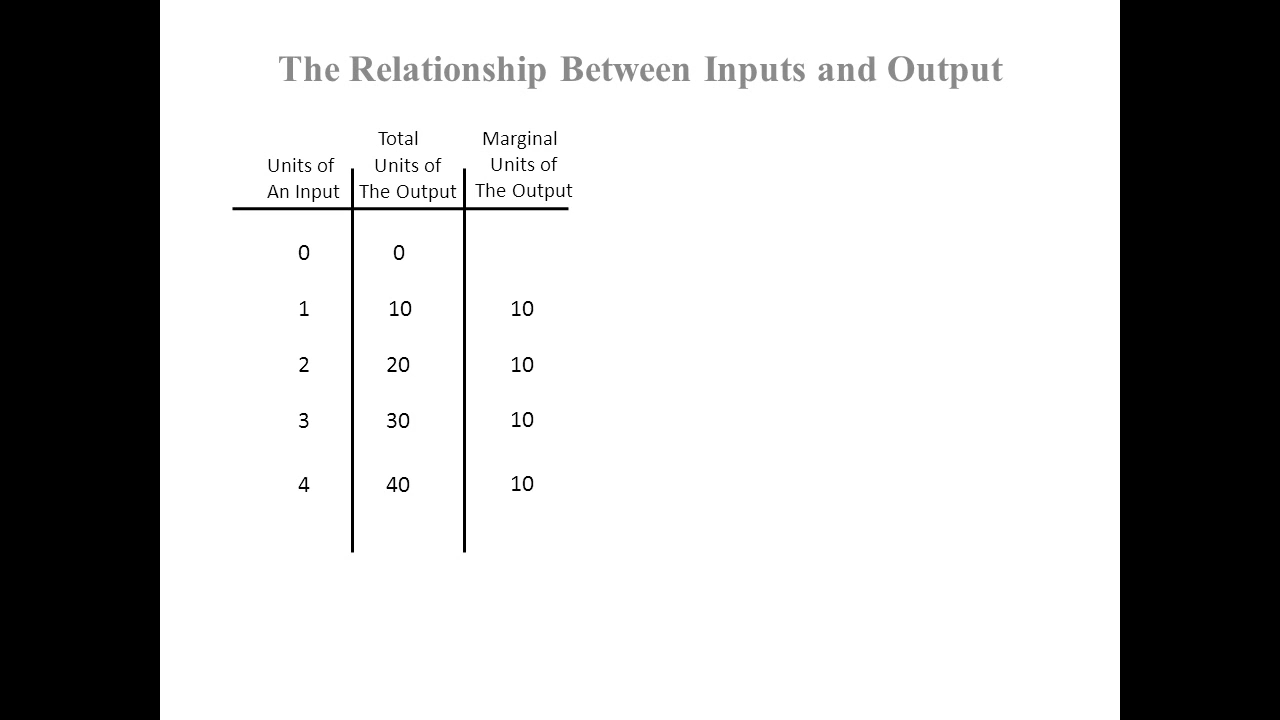 The Relationship Between Inputs and Output
Total Marginal
Units of Units of Units of
An Input The Output The Output
0 0
1 10 10
2 20 10
3 30 10
4 40 10